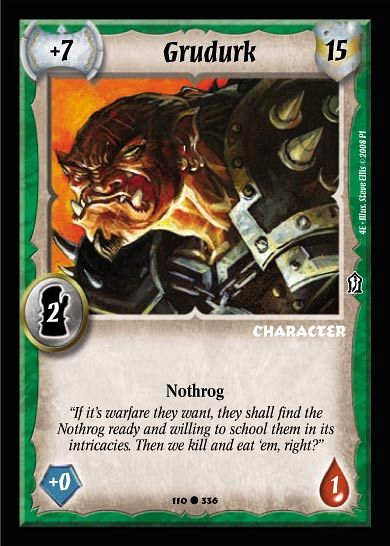 +7
Grudurk
15
4E • Illus. Steve Ellis © 2008 P1
2
CHARACTER
Nothrog
"If it's warfare they want, they shall find the
Nothrog ready and willing to school them in its
intricacies. Then we kill and eat 'em, right?"
+0
110 ● 336
1